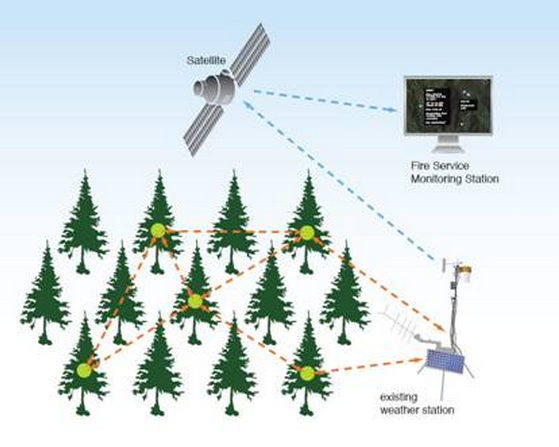 Satellite
Fire Service
Monitoring Station
existing
weather station